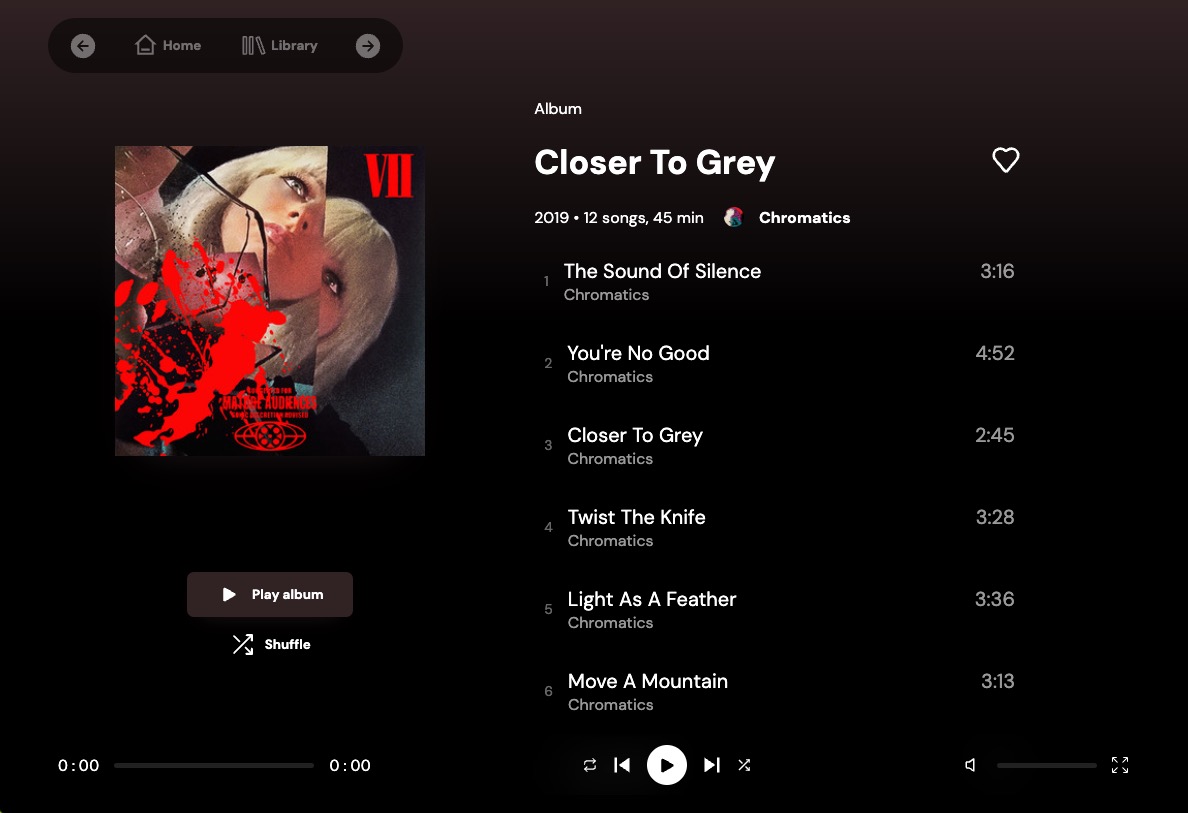 Home
Library
Album
Closer To Grey
2019 • 12 songs, 45 min Chromatics
VII
MATURE AUDIENCES
1 The Sound Of Silence 3:16
Chromatics
2 You're No Good 4:52
Chromatics
3 Closer To Grey 2:45
Chromatics
4 Twist The Knife 3:28
Chromatics
5 Light As A Feather 3:36
Chromatics
6 Move A Mountain 3:13
Chromatics
Play album
Shuffle
0:00
0:00